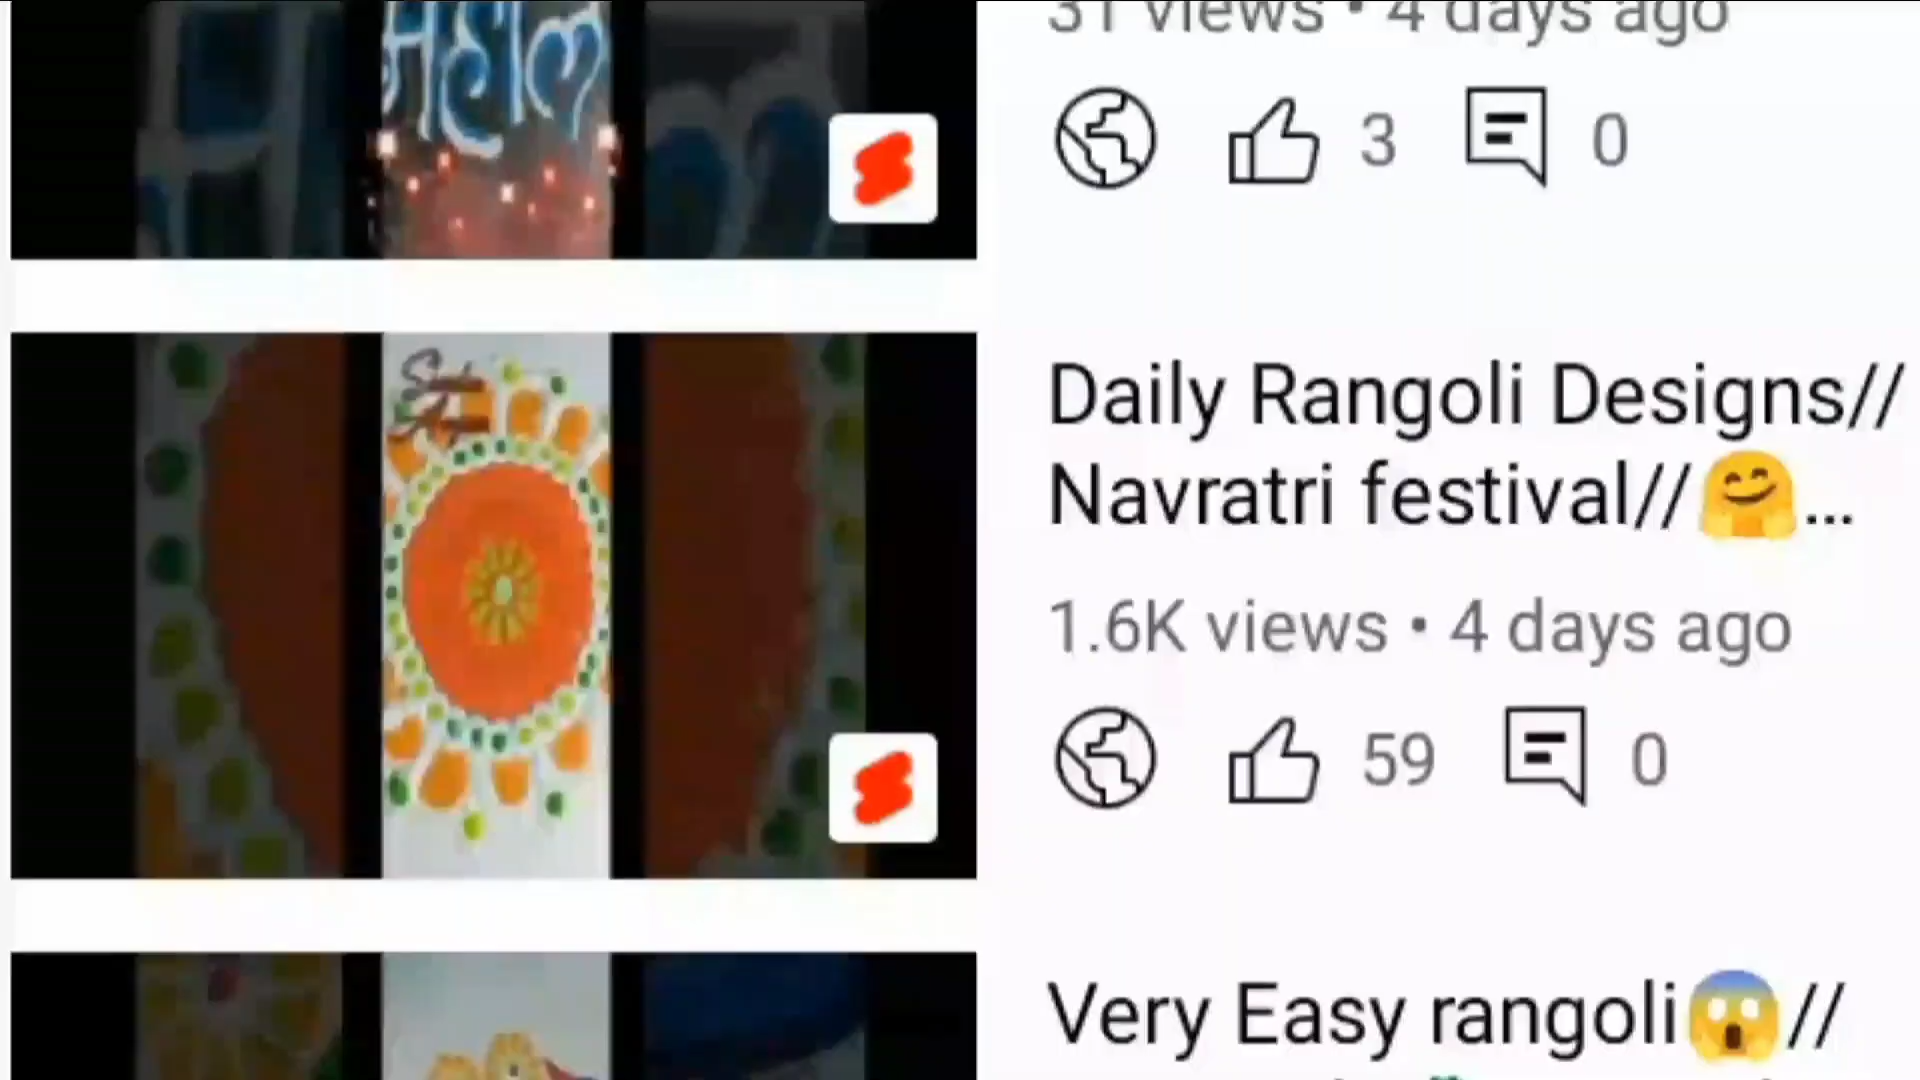 31 views • 4 days ago
महाल
3 0
Daily Rangoli Designs//
Navratri festival//🤗...
1.6K views • 4 days ago
59 0
Very Easy rangoli😱//